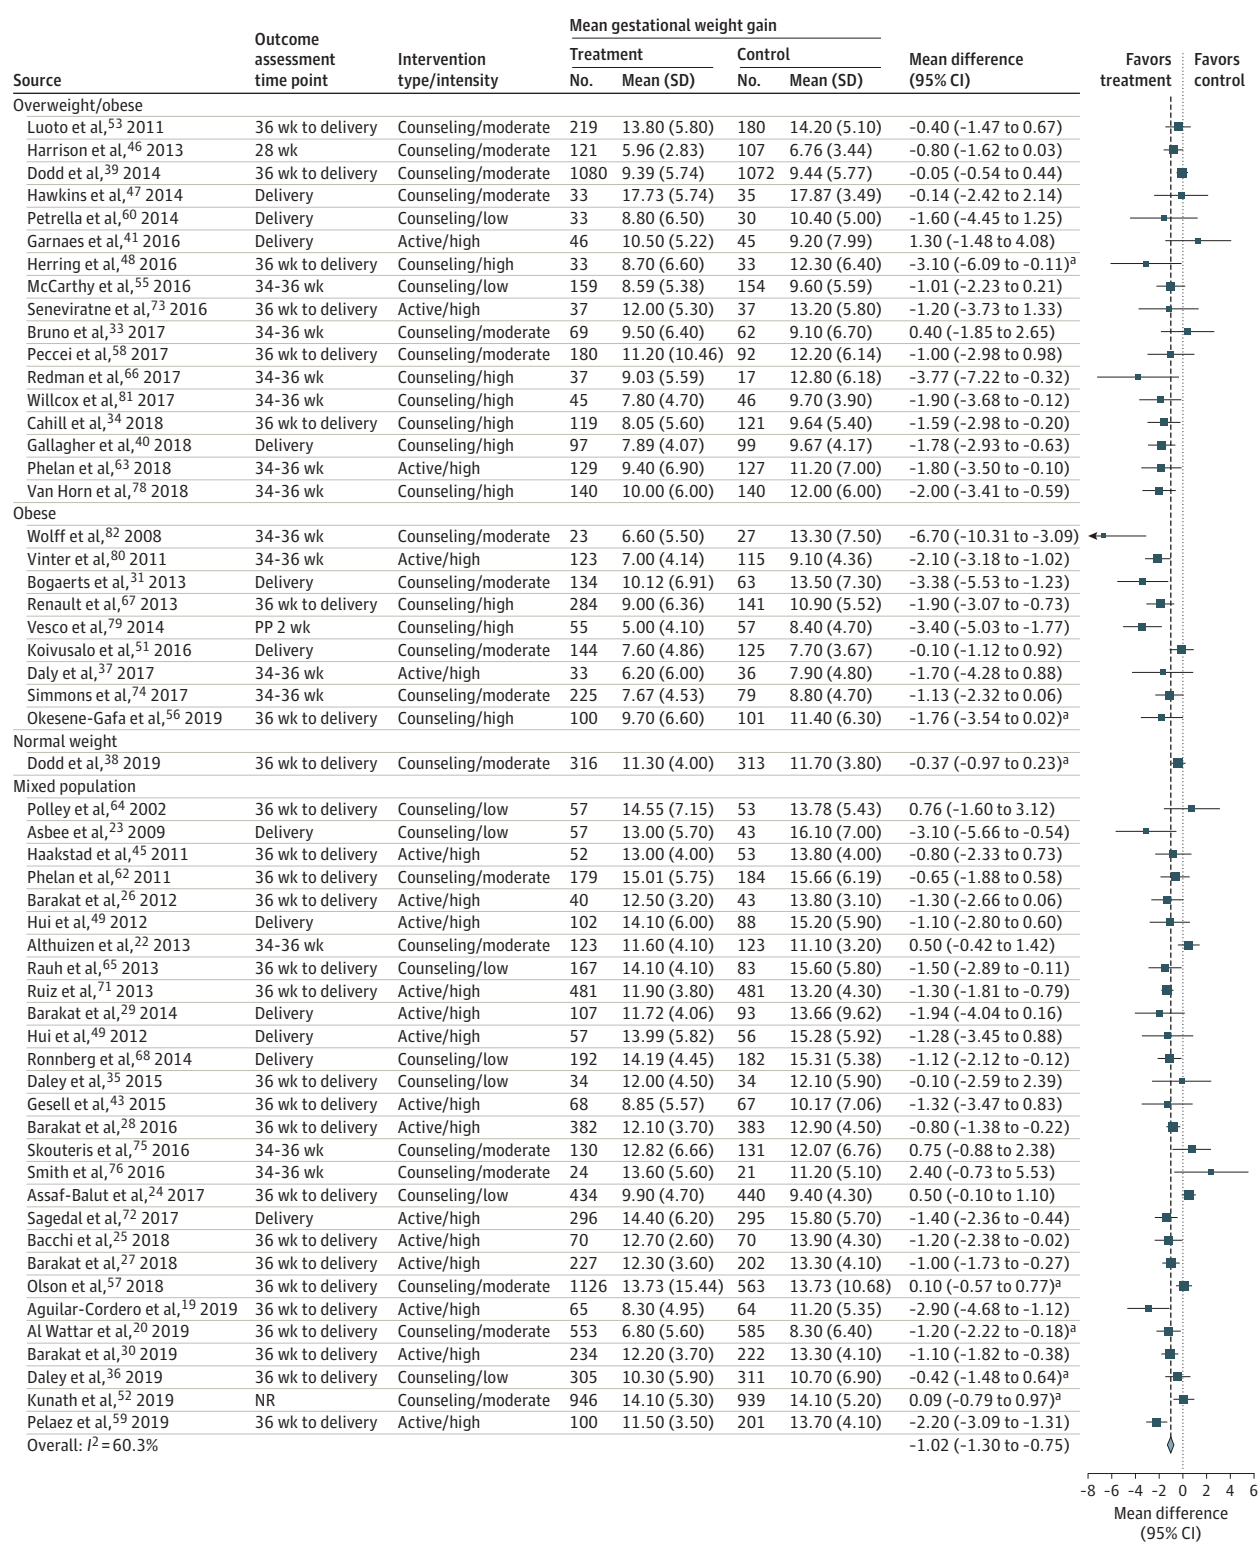 Mean gestational weight gain
Outcome assessment time point
Intervention type/intensity
Treatment Control
Mean difference (95% CI)
Favors treatment Favors control
Source No. Mean (SD) No. Mean (SD)
Overweight/obese
Luoto et al,53 2011 36 wk to delivery Counseling/moderate 219 13.80 (5.80) 180 14.20 (5.10) -0.40 (-1.47 to 0.67)
Harrison et al,46 2013 28 wk Counseling/moderate 121 5.96 (2.83) 107 6.76 (3.44) -0.80 (-1.62 to 0.03)
Dodd et al,39 2014 36 wk to delivery Counseling/moderate 1080 9.39 (5.74) 1072 9.44 (5.77) -0.05 (-0.54 to 0.44)
Hawkins et al,47 2014 Delivery Counseling/moderate 33 17.73 (5.74) 35 17.87 (3.49) -0.14 (-2.42 to 2.14)
Petrella et al,60 2014 Delivery Counseling/low 33 8.80 (6.50) 30 10.40 (5.00) -1.60 (-4.45 to 1.25)
Garnaes et al,41 2016 Delivery Active/high 46 10.50 (5.22) 45 9.20 (7.99) 1.30 (-1.48 to 4.08)
Herring et al,48 2016 36 wk to delivery Counseling/high 33 8.70 (6.60) 33 12.30 (6.40) -3.10 (-6.09 to -0.11)a
McCarthy et al,55 2016 34-36 wk Counseling/low 159 8.59 (5.38) 154 9.60 (5.59) -1.01 (-2.23 to 0.21)
Seneviratne et al,73 2016 36 wk to delivery Active/high 37 12.00 (5.30) 37 13.20 (5.80) -1.20 (-3.73 to 1.33)
Bruno et al,33 2017 34-36 wk Counseling/moderate 69 9.50 (6.40) 62 9.10 (6.70) 0.40 (-1.85 to 2.65)
Peccei et al,58 2017 36 wk to delivery Counseling/moderate 180 11.20 (10.46) 92 12.20 (6.14) -1.00 (-2.98 to 0.98)
Redman et al,66 2017 34-36 wk Counseling/high 37 9.03 (5.59) 17 12.80 (6.18) -3.77 (-7.22 to -0.32)
Willcox et al,81 2017 34-36 wk Counseling/high 45 7.80 (4.70) 46 9.70 (3.90) -1.90 (-3.68 to -0.12)
Cahill et al,34 2018 36 wk to delivery Counseling/high 119 8.05 (5.60) 121 9.64 (5.40) -1.59 (-2.98 to -0.20)
Gallagher et al,40 2018 Delivery Counseling/high 97 7.89 (4.07) 99 9.67 (4.17) -1.78 (-2.93 to -0.63)
Phelan et al,63 2018 34-36 wk Active/high 129 9.40 (6.90) 127 11.20 (7.00) -1.80 (-3.50 to -0.10)
Van Horn et al,78 2018 34-36 wk Counseling/high 140 10.00 (6.00) 140 12.00 (6.00) -2.00 (-3.41 to -0.59)
Obese
Wolff et al,82 2008 34-36 wk Counseling/moderate 23 6.60 (5.50) 27 13.30 (7.50) -6.70 (-10.31 to -3.09)
Vinter et al,80 2011 34-36 wk Active/high 123 7.00 (4.14) 115 9.10 (4.36) -2.10 (-3.18 to -1.02)
Bogaerts et al,31 2013 Delivery Counseling/moderate 134 10.12 (6.91) 63 13.50 (7.30) -3.38 (-5.53 to -1.23)
Renault et al,67 2013 36 wk to delivery Counseling/high 284 9.00 (6.36) 141 10.90 (5.52) -1.90 (-3.07 to -0.73)
Vesco et al,79 2014 PP 2 wk Counseling/high 55 5.00 (4.10) 57 8.40 (4.70) -3.40 (-5.03 to -1.77)
Koivusalo et al,51 2016 Delivery Counseling/moderate 144 7.60 (4.86) 125 7.70 (3.67) -0.10 (-1.12 to 0.92)
Daly et al,37 2017 34-36 wk Active/high 33 6.20 (6.00) 36 7.90 (4.80) -1.70 (-4.28 to 0.88)
Simmons et al,74 2017 34-36 wk Counseling/moderate 225 7.67 (4.53) 79 8.80 (4.70) -1.13 (-2.32 to 0.06)
Okesene-Gafa et al,56 2019 36 wk to delivery Counseling/high 100 9.70 (6.60) 101 11.40 (6.30) -1.76 (-3.54 to 0.02)a
Normal weight
Dodd et al,38 2019 36 wk to delivery Counseling/moderate 316 11.30 (4.00) 313 11.70 (3.80) -0.37 (-0.97 to 0.23)a
Mixed population
Polley et al,64 2002 36 wk to delivery Counseling/low 57 14.55 (7.15) 53 13.78 (5.43) 0.76 (-1.60 to 3.12)
Asbee et al,23 2009 Delivery Counseling/low 57 13.00 (5.70) 43 16.10 (7.00) -3.10 (-5.66 to -0.54)
Haakstad et al,45 2011 36 wk to delivery Active/high 52 13.00 (4.00) 53 13.80 (4.00) -0.80 (-2.33 to 0.73)
Phelan et al,62 2011 36 wk to delivery Counseling/moderate 179 15.01 (5.75) 184 15.66 (6.19) -0.65 (-1.88 to 0.58)
Barakat et al,26 2012 36 wk to delivery Active/high 40 12.50 (3.20) 43 13.80 (3.10) -1.30 (-2.66 to 0.06)
Hui et al,49 2012 Delivery Active/high 102 14.10 (6.00) 88 15.20 (5.90) -1.10 (-2.80 to 0.60)
Althuizen et al,22 2013 34-36 wk Counseling/moderate 123 11.60 (4.10) 123 11.10 (3.20) 0.50 (-0.42 to 1.42)
Rauh et al,65 2013 36 wk to delivery Counseling/low 167 14.10 (4.10) 83 15.60 (5.80) -1.50 (-2.89 to -0.11)
Ruiz et al,71 2013 36 wk to delivery Active/high 481 11.90 (3.80) 481 13.20 (4.30) -1.30 (-1.81 to -0.79)
Barakat et al,29 2014 Delivery Active/high 107 11.72 (4.06) 93 13.66 (9.62) -1.94 (-4.04 to 0.16)
Hui et al,49 2012 Delivery Active/high 57 13.99 (5.82) 56 15.28 (5.92) -1.28 (-3.45 to 0.88)
Ronnberg et al,68 2014 Delivery Counseling/low 192 14.19 (4.45) 182 15.31 (5.38) -1.12 (-2.12 to -0.12)
Daley et al,35 2015 36 wk to delivery Counseling/low 34 12.00 (4.50) 34 12.10 (5.90) -0.10 (-2.59 to 2.39)
Gesell et al,43 2015 36 wk to delivery Active/high 68 8.85 (5.57) 67 10.17 (7.06) -1.32 (-3.47 to 0.83)
Barakat et al,28 2016 36 wk to delivery Active/high 382 12.10 (3.70) 383 12.90 (4.50) -0.80 (-1.38 to -0.22)
Skouteris et al,75 2016 34-36 wk Counseling/moderate 130 12.82 (6.66) 131 12.07 (6.76) 0.75 (-0.88 to 2.38)
Smith et al,76 2016 34-36 wk Counseling/moderate 24 13.60 (5.60) 21 11.20 (5.10) 2.40 (-0.73 to 5.53)
Assaf-Balut et al,24 2017 36 wk to delivery Counseling/low 434 9.90 (4.70) 440 9.40 (4.30) 0.50 (-0.10 to 1.10)
Sagedal et al,72 2017 Delivery Active/high 296 14.40 (6.20) 295 15.80 (5.70) -1.40 (-2.36 to -0.44)
Bacchi et al,25 2018 36 wk to delivery Active/high 70 12.70 (2.60) 70 13.90 (4.30) -1.20 (-2.38 to -0.02)
Barakat et al,27 2018 36 wk to delivery Active/high 227 12.30 (3.60) 202 13.30 (4.10) -1.00 (-1.73 to -0.27)
Olson et al,57 2018 36 wk to delivery Counseling/moderate 1126 13.73 (15.44) 563 13.73 (10.68) 0.10 (-0.57 to 0.77)a
Aguilar-Cordero et al,19 2019 36 wk to delivery Active/high 65 8.30 (4.95) 64 11.20 (5.35) -2.90 (-4.68 to -1.12)
Al Wattar et al,20 2019 36 wk to delivery Counseling/moderate 553 6.80 (5.60) 585 8.30 (6.40) -1.20 (-2.22 to -0.18)a
Barakat et al,30 2019 36 wk to delivery Active/high 234 12.20 (3.70) 222 13.30 (4.10) -1.10 (-1.82 to -0.38)
Daley et al,36 2019 36 wk to delivery Counseling/low 305 10.30 (5.90) 311 10.70 (6.90) -0.42 (-1.48 to 0.64)a
Kunath et al,52 2019 NR Counseling/moderate 946 14.10 (5.30) 939 14.10 (5.20) 0.09 (-0.79 to 0.97)a
Pelaez et al,59 2019 36 wk to delivery Active/high 100 11.50 (3.50) 201 13.70 (4.10) -2.20 (-3.09 to -1.31)
Overall: I2 = 60.3% -1.02 (-1.30 to -0.75)
-8 -6 -4 -2 0 2 4 6
Mean difference
(95% CI)